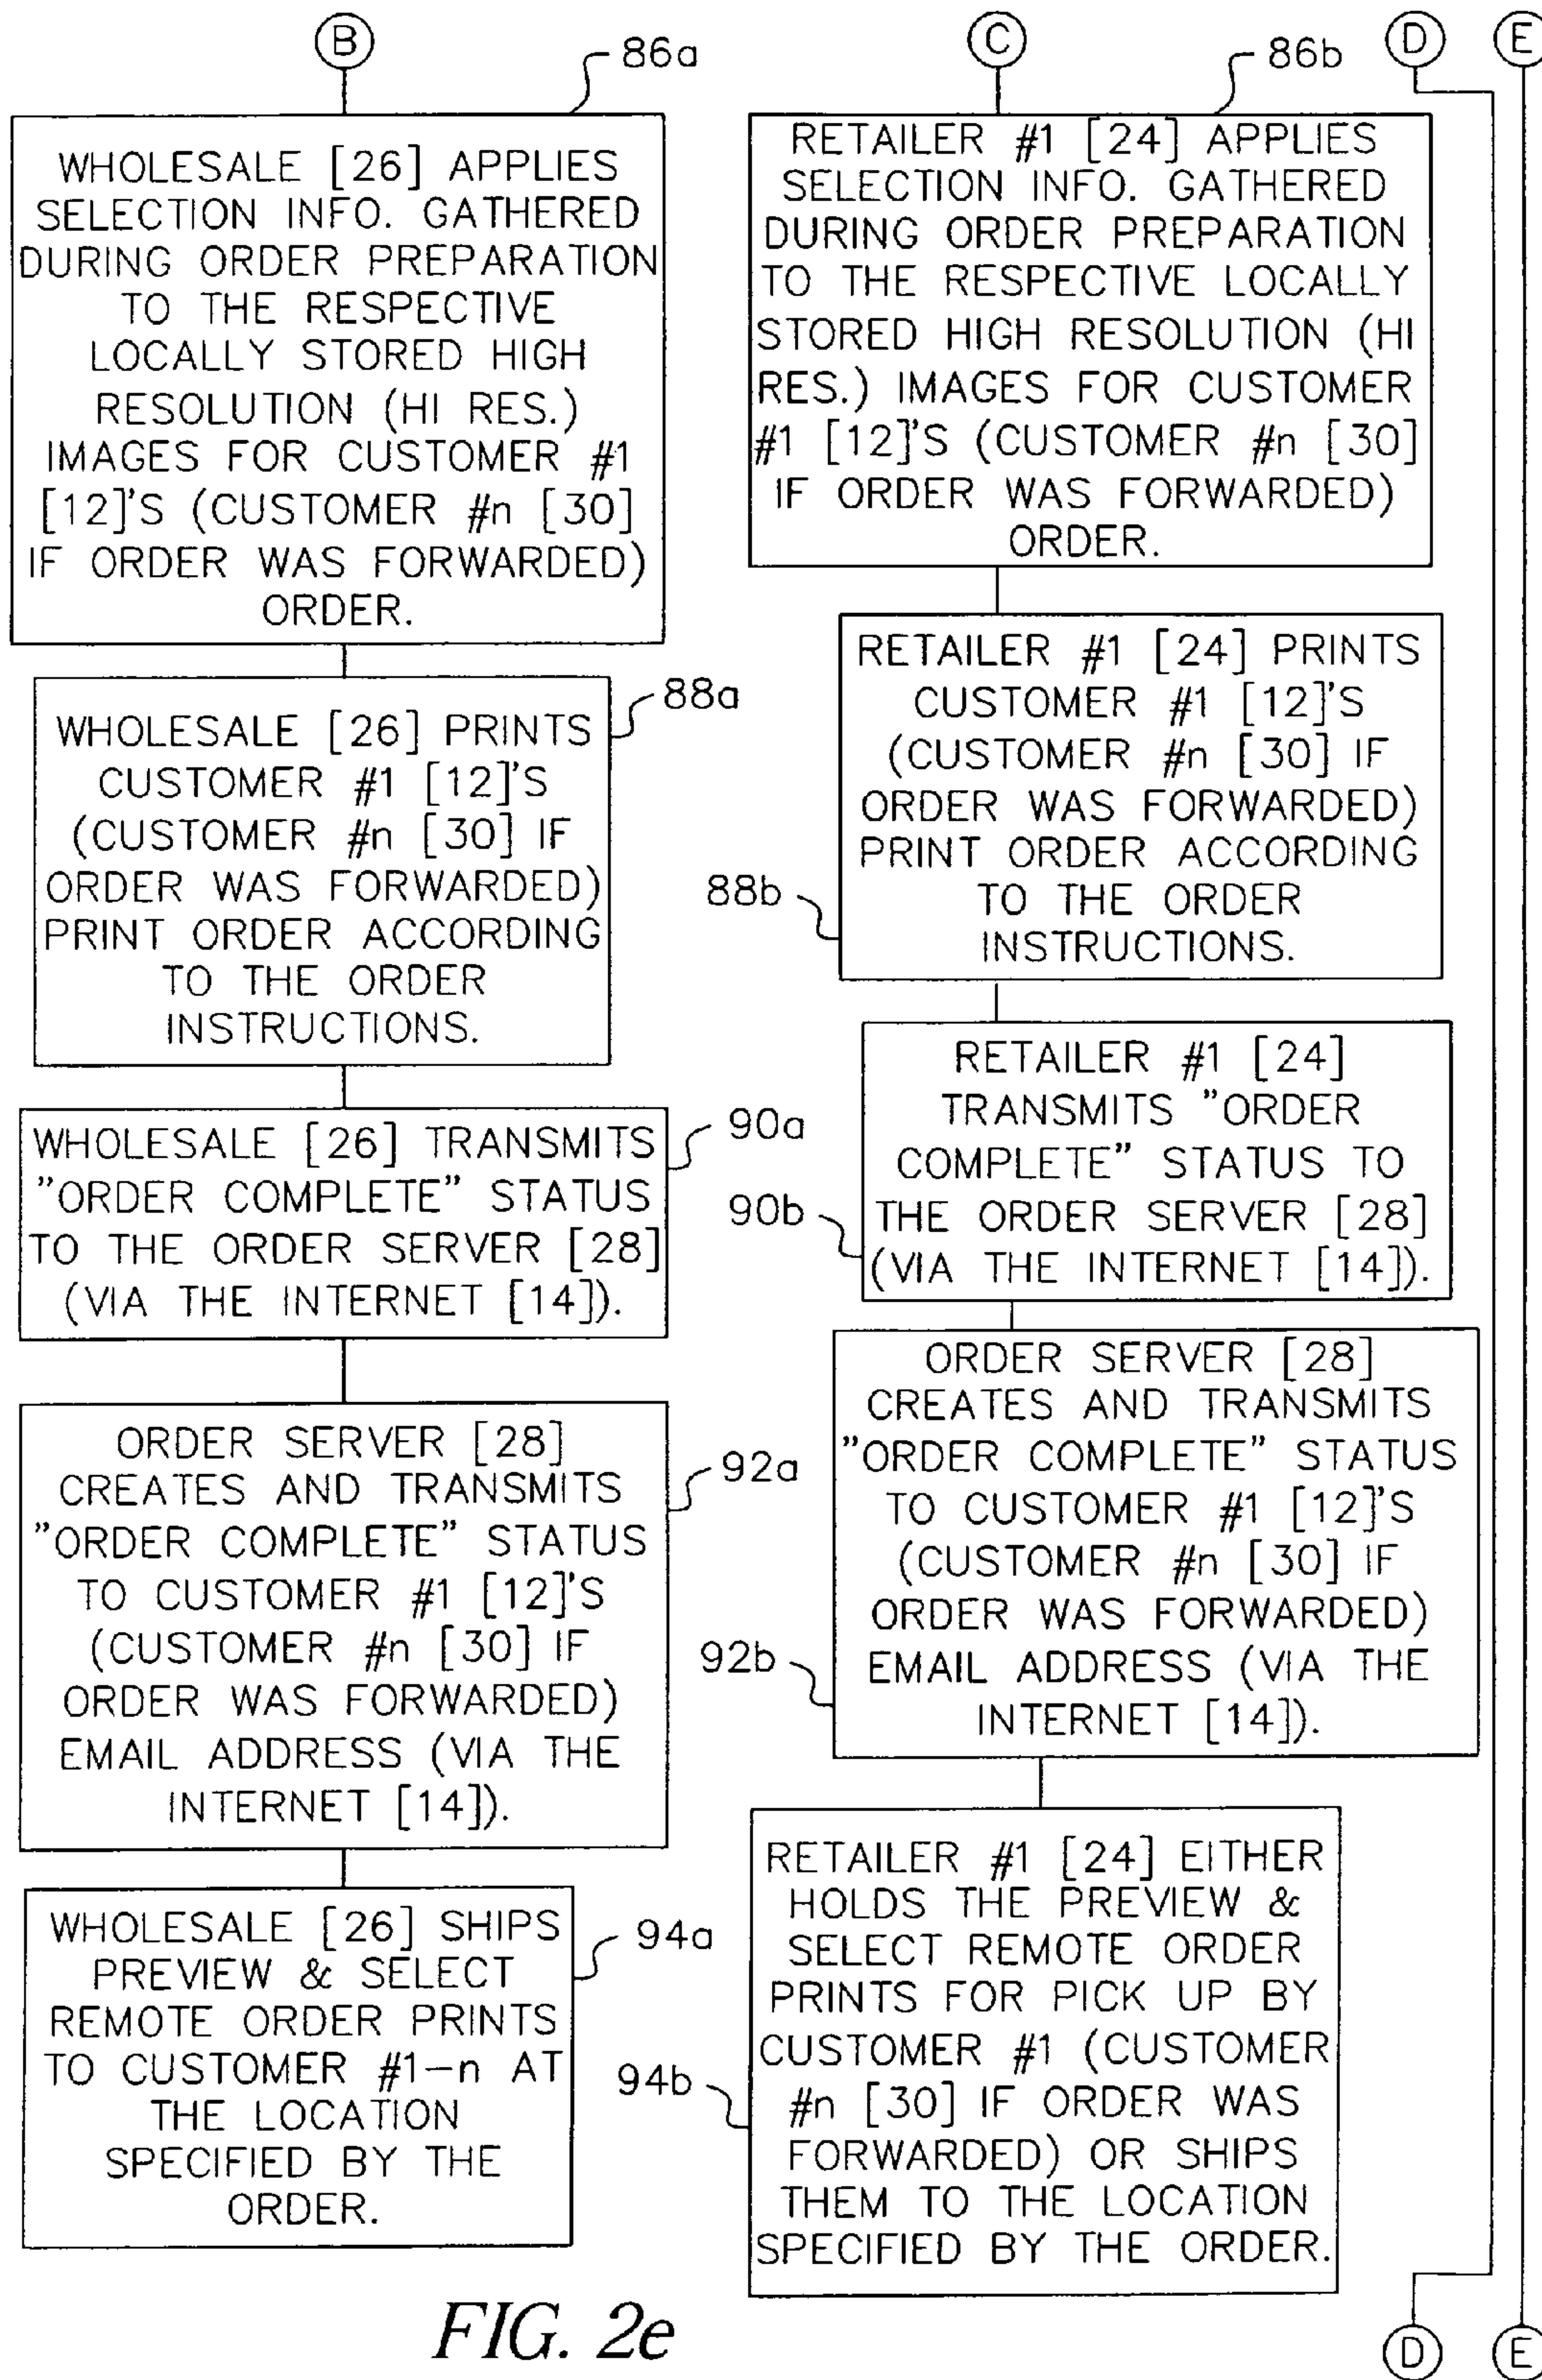 B
86a
WHOLESALE [26] APPLIES
SELECTION INFO. GATHERED
DURING ORDER PREPARATION
TO THE RESPECTIVE
LOCALLY STORED HIGH
RESOLUTION (HI RES.)
IMAGES FOR CUSTOMER #1
[12]'S (CUSTOMER #n [30]
IF ORDER WAS FORWARDED)
ORDER.
88a
WHOLESALE [26] PRINTS
CUSTOMER #1 [12]'S
(CUSTOMER #n [30] IF
ORDER WAS FORWARDED)
PRINT ORDER ACCORDING
TO THE ORDER
INSTRUCTIONS.
90a
WHOLESALE [26] TRANSMITS
"ORDER COMPLETE" STATUS
TO THE ORDER SERVER [28]
(VIA THE INTERNET [14]).
92a
ORDER SERVER [28]
CREATES AND TRANSMITS
"ORDER COMPLETE" STATUS
TO CUSTOMER #1 [12]'S
(CUSTOMER #n [30] IF
ORDER WAS FORWARDED)
EMAIL ADDRESS (VIA THE
INTERNET [14]).
94a
WHOLESALE [26] SHIPS
PREVIEW & SELECT
REMOTE ORDER PRINTS
TO CUSTOMER #1-n AT
THE LOCATION
SPECIFIED BY THE
ORDER.
C
86b
RETAILER #1 [24] APPLIES
SELECTION INFO. GATHERED
DURING ORDER PREPARATION
TO THE RESPECTIVE LOCALLY
STORED HIGH RESOLUTION (HI
RES.) IMAGES FOR CUSTOMER
#1 [12]'S (CUSTOMER #n [30]
IF ORDER WAS FORWARDED)
ORDER.
88b
RETAILER #1 [24] PRINTS
CUSTOMER #1 [12]'S
(CUSTOMER #n [30] IF
ORDER WAS FORWARDED)
PRINT ORDER ACCORDING
TO THE ORDER
INSTRUCTIONS.
90b
RETAILER #1 [24]
TRANSMITS "ORDER
COMPLETE" STATUS TO
THE ORDER SERVER [28]
(VIA THE INTERNET [14]).
92b
ORDER SERVER [28]
CREATES AND TRANSMITS
"ORDER COMPLETE" STATUS
TO CUSTOMER #1 [12]'S
(CUSTOMER #n [30] IF
ORDER WAS FORWARDED)
EMAIL ADDRESS (VIA THE
INTERNET [14]).
94b
RETAILER #1 [24] EITHER
HOLDS THE PREVIEW &
SELECT REMOTE ORDER
PRINTS FOR PICK UP BY
CUSTOMER #1 (CUSTOMER
#n [30] IF ORDER WAS
FORWARDED) OR SHIPS
THEM TO THE LOCATION
SPECIFIED BY THE ORDER.
D
E
D
E
FIG. 2e